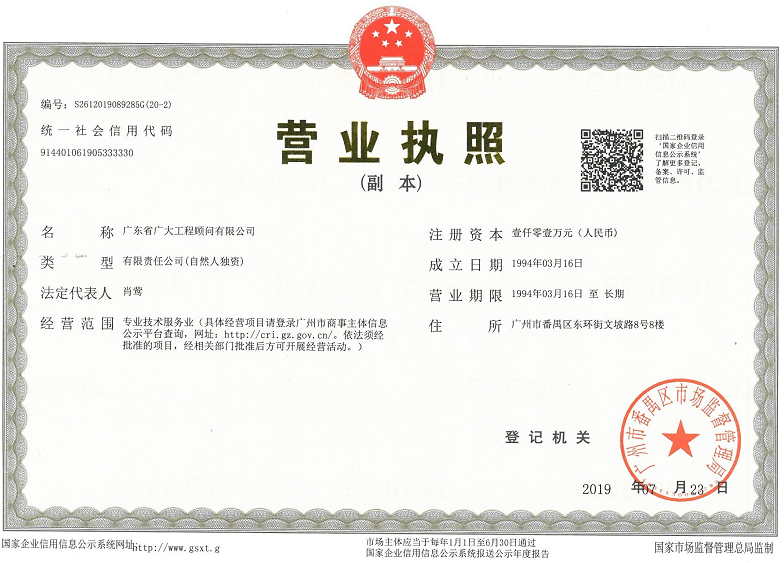 编号：S2612019089285G(20-2)
统一社会信用代码
914401061905333330
营业执照
(副 本)
扫描二维码登录
‘国家企业信用
信息公示系统’
了解更多登记、
备案、许可、监
管信息。
名 称 广东省广大工程顾问有限公司
类 型 有限责任公司(自然人独资)
法定代表人 肖莺
经营范围 专业技术服务业（具体经营项目请登录广州市商事主体信息
公示平台查询，网址：http://cri.gz.gov.cn/。依法须经
批准的项目，经相关部门批准后方可开展经营活动。）
注册资本 壹仟零壹万元（人民币）
成立日期 1994年03月16日
营业期限 1994年03月16日 至 长期
住 所 广州市番禺区东环街文坡路8号8楼
登记机关
广州市番禺区市场监督管理局
2019 年07 月23 日
国家企业信用信息公示系统网址http://www.gsxt.g
市场主体应当于每年1月1日至6月30日通过
国家企业信用信息公示系统报送公示年度报告
国家市场监督管理总局监制